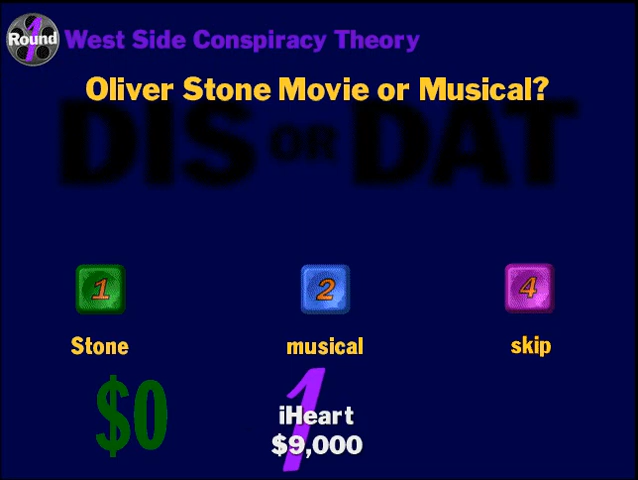 Round 1 West Side Conspiracy Theory
Oliver Stone Movie or Musical?
DIS OR DAT
1 2 4
Stone musical skip
$0 1 iHeart
$9,000